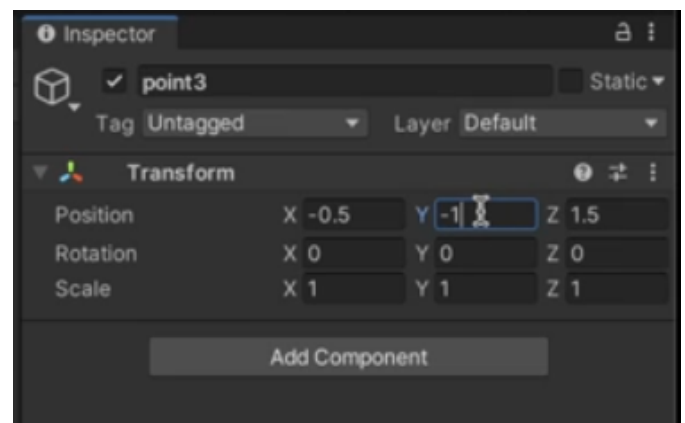 Inspector
point3 Static
Tag Untagged Layer Default
Transform
Position X -0.5 Y -1 Z 1.5
Rotation X 0 Y 0 Z 0
Scale X 1 Y 1 Z 1
Add Component